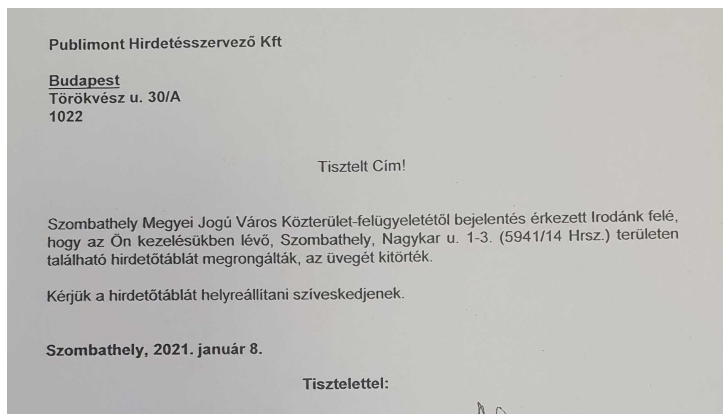 Publimont Hirdetésszervező Kft
Budapest
Törökvész u. 30/A
1022
Tisztelt Cím!
Szombathely Megyei Jogú Város Közterület-felügyeletétől bejelentés érkezett Irodánk felé,
hogy az Ön kezelésükben lévő, Szombathely, Nagykar u. 1-3. (5941/14 Hrsz.) területen
található hirdetőtáblát megrongálták, az üvegét kitörték.
Kérjük a hirdetőtáblát helyreállítani szíveskedjenek.
Szombathely, 2021. január 8.
Tisztelettel: